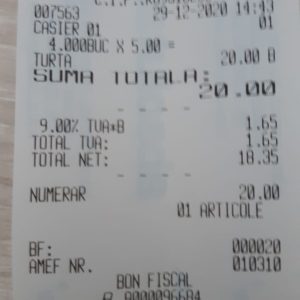 007563 29-12-2020 14:43
CASIER 01 01
4.000BUC X 5.00 =
TURTA 20.00 B
SUMA TOTALA:
20.00
- - - -
9.00% TVA*B 1.65
TOTAL TVA: 1.65
TOTAL NET: 18.35
- - - -
NUMERAR 20.00
01 ARTICOLE
BF: 000020
AMEF NR. 010310
BON FISCAL